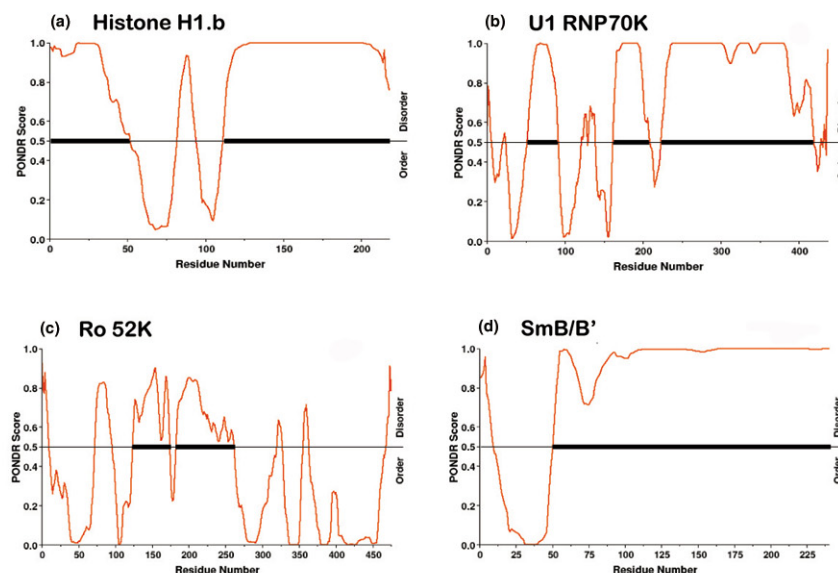 (a) Histone H1.b
1.0
0.8
0.6
0.5
0.4
0.2
0.0
PONDR Score
Disorder
Order
0 50 100 150 200
Residue Number
(b) U1 RNP70K
1.0
0.8
0.6
0.5
0.4
0.2
0.0
PONDR Score
Disorder
Order
0 100 200 300 400
Residue Number
(c) Ro 52K
1.0
0.8
0.6
0.5
0.4
0.2
0.0
PONDR Score
Disorder
Order
0 50 100 150 200 250 300 350 400 450
Residue Number
(d) SmB/B'
1.0
0.8
0.6
0.5
0.4
0.2
0.0
PONDR Score
Disorder
Order
0 25 50 75 100 125 150 175 200 225
Residue Number